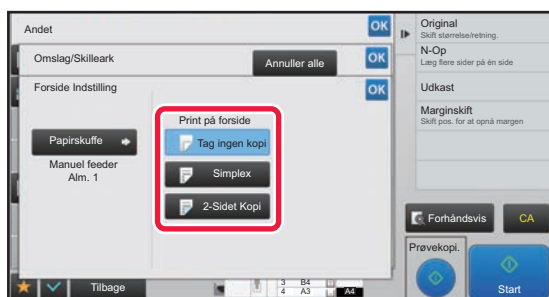 Andet
OK
Omslag/Skilleark
Annuller alle
OK
Forside Indstilling
OK
Papirskuffe
Manuel feeder
Alm. 1
Print på forside
Tag ingen kopi
Simplex
2-Sidet Kopi
Tilbage
3 B4
4 A3
A4
Original
Skift størrelse/retning.
N-Op
Læg flere sider på én side
Udkast
Marginskift
Skift pos. for at opnå margen
Forhåndsvis
CA
Prøvekopi.
Start